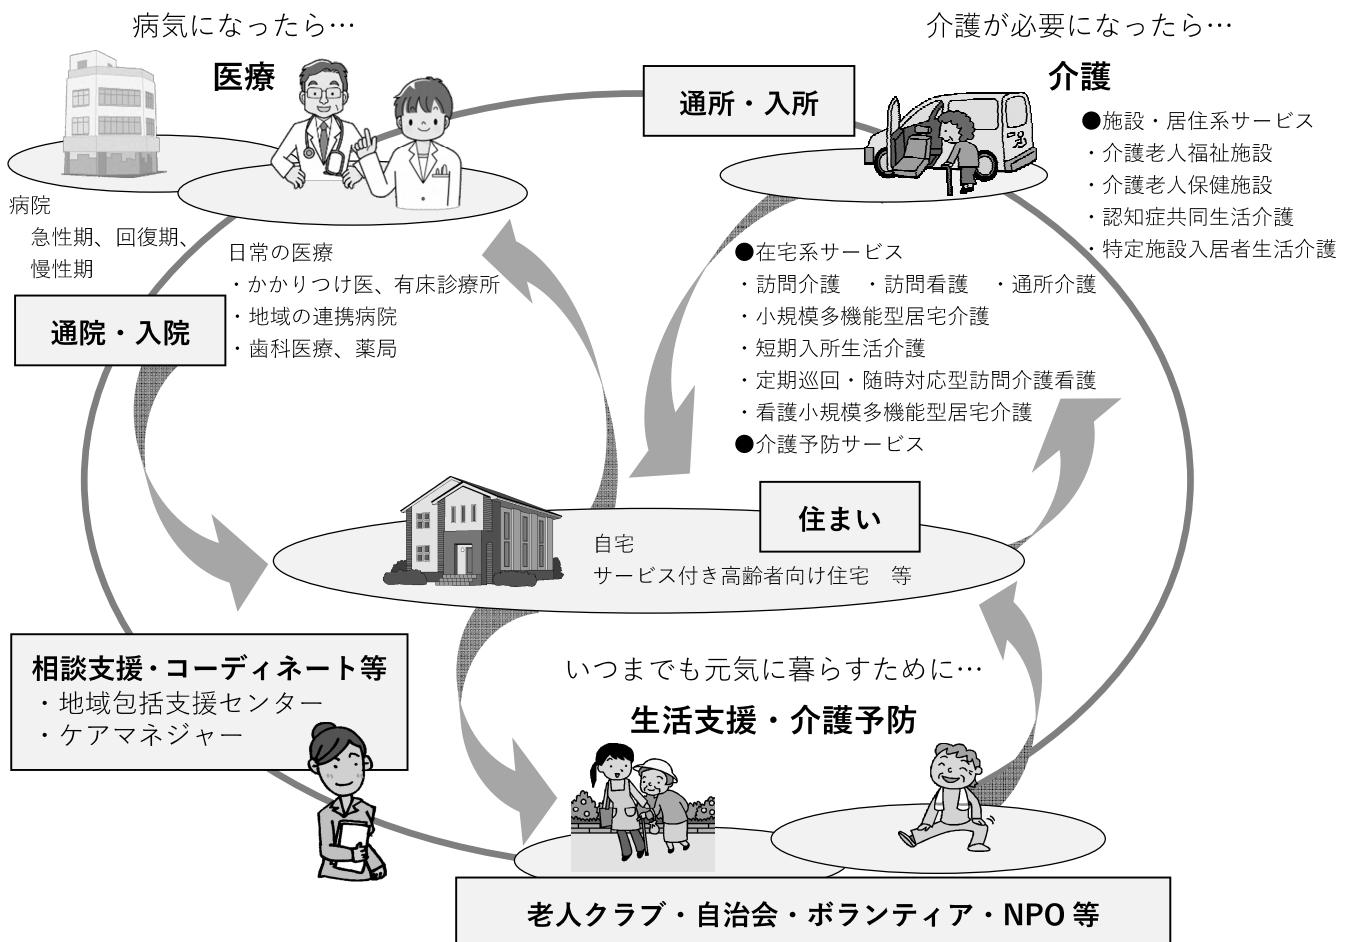 病気になったら…
医療
病院
急性期、回復期、
慢性期
日常の医療
・かかりつけ医、有床診療所
・地域の連携病院
・歯科医療、薬局
通院・入院
通所・入所
介護が必要になったら…
介護
●施設・居住系サービス
・介護老人福祉施設
・介護老人保健施設
・認知症共同生活介護
・特定施設入居者生活介護
●在宅系サービス
・訪問介護　・訪問看護　・通所介護
・小規模多機能型居宅介護
・短期入所生活介護
・定期巡回・随時対応型訪問介護看護
・看護小規模多機能型居宅介護
●介護予防サービス
住まい
自宅
サービス付き高齢者向け住宅　等
相談支援・コーディネート等
・地域包括支援センター
・ケアマネジャー
いつまでも元気に暮らすために…
生活支援・介護予防
老人クラブ・自治会・ボランティア・NPO 等